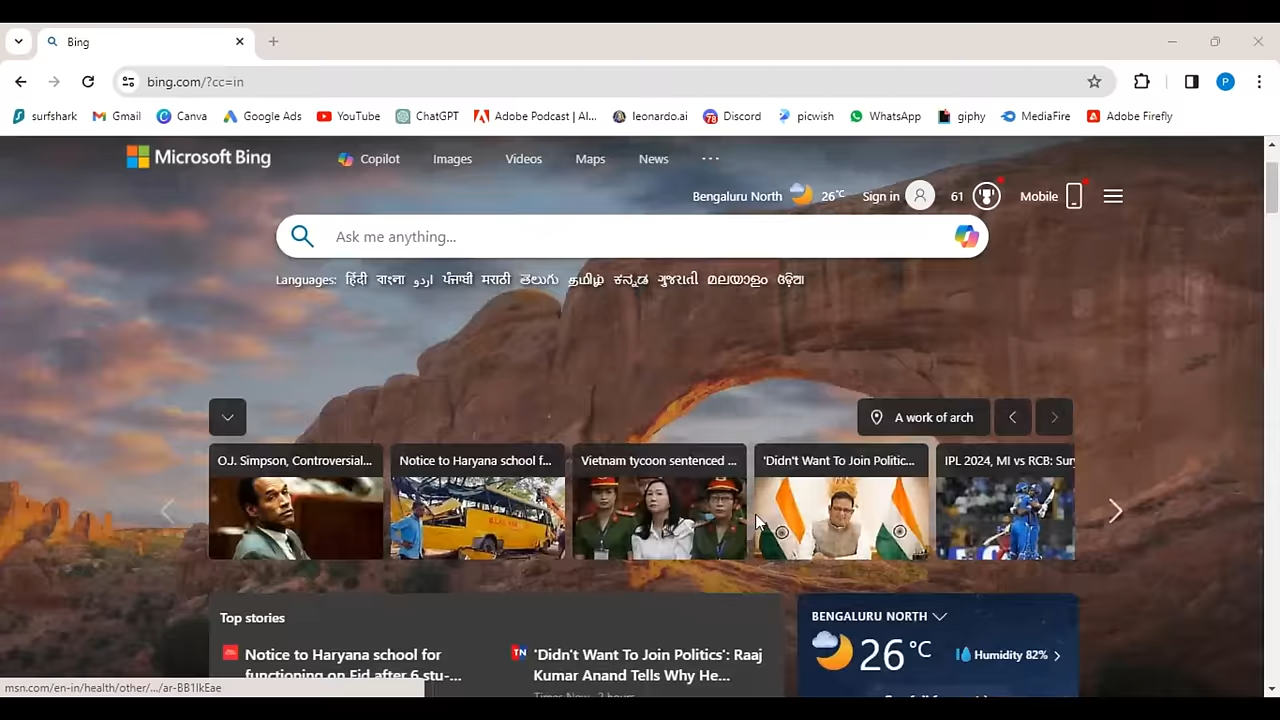 Bing
bing.com/?cc=in
surfshark Gmail Canva Google Ads YouTube ChatGPT Adobe Podcast | AI... leonardo.ai Discord picwish WhatsApp giphy MediaFire Adobe Firefly
Microsoft Bing Copilot Images Videos Maps News ...
Bengaluru North 26°C Sign in 61 Mobile
Ask me anything...
Languages: हिंदी বাংলা اردو ਪੰਜਾਬੀ मराठी తెలుగు தமிழ் ಕನ್ನಡ ગુજરાતી മലയാളം ଓଡ଼ିଆ
A work of arch
O.J. Simpson, Controversial... Notice to Haryana school f... Vietnam tycoon sentenced ... 'Didn't Want To Join Politic... IPL 2024, MI vs RCB: Sur
Top stories
Notice to Haryana school for
functioning on Eid after 6 stu-...
TN 'Didn't Want To Join Politics': Raaj
Kumar Anand Tells Why He...
Times Now 2 hours
BENGALURU NORTH
26 °C Humidity 82%
msn.com/en-in/health/other/.../ar-BB1lkEae